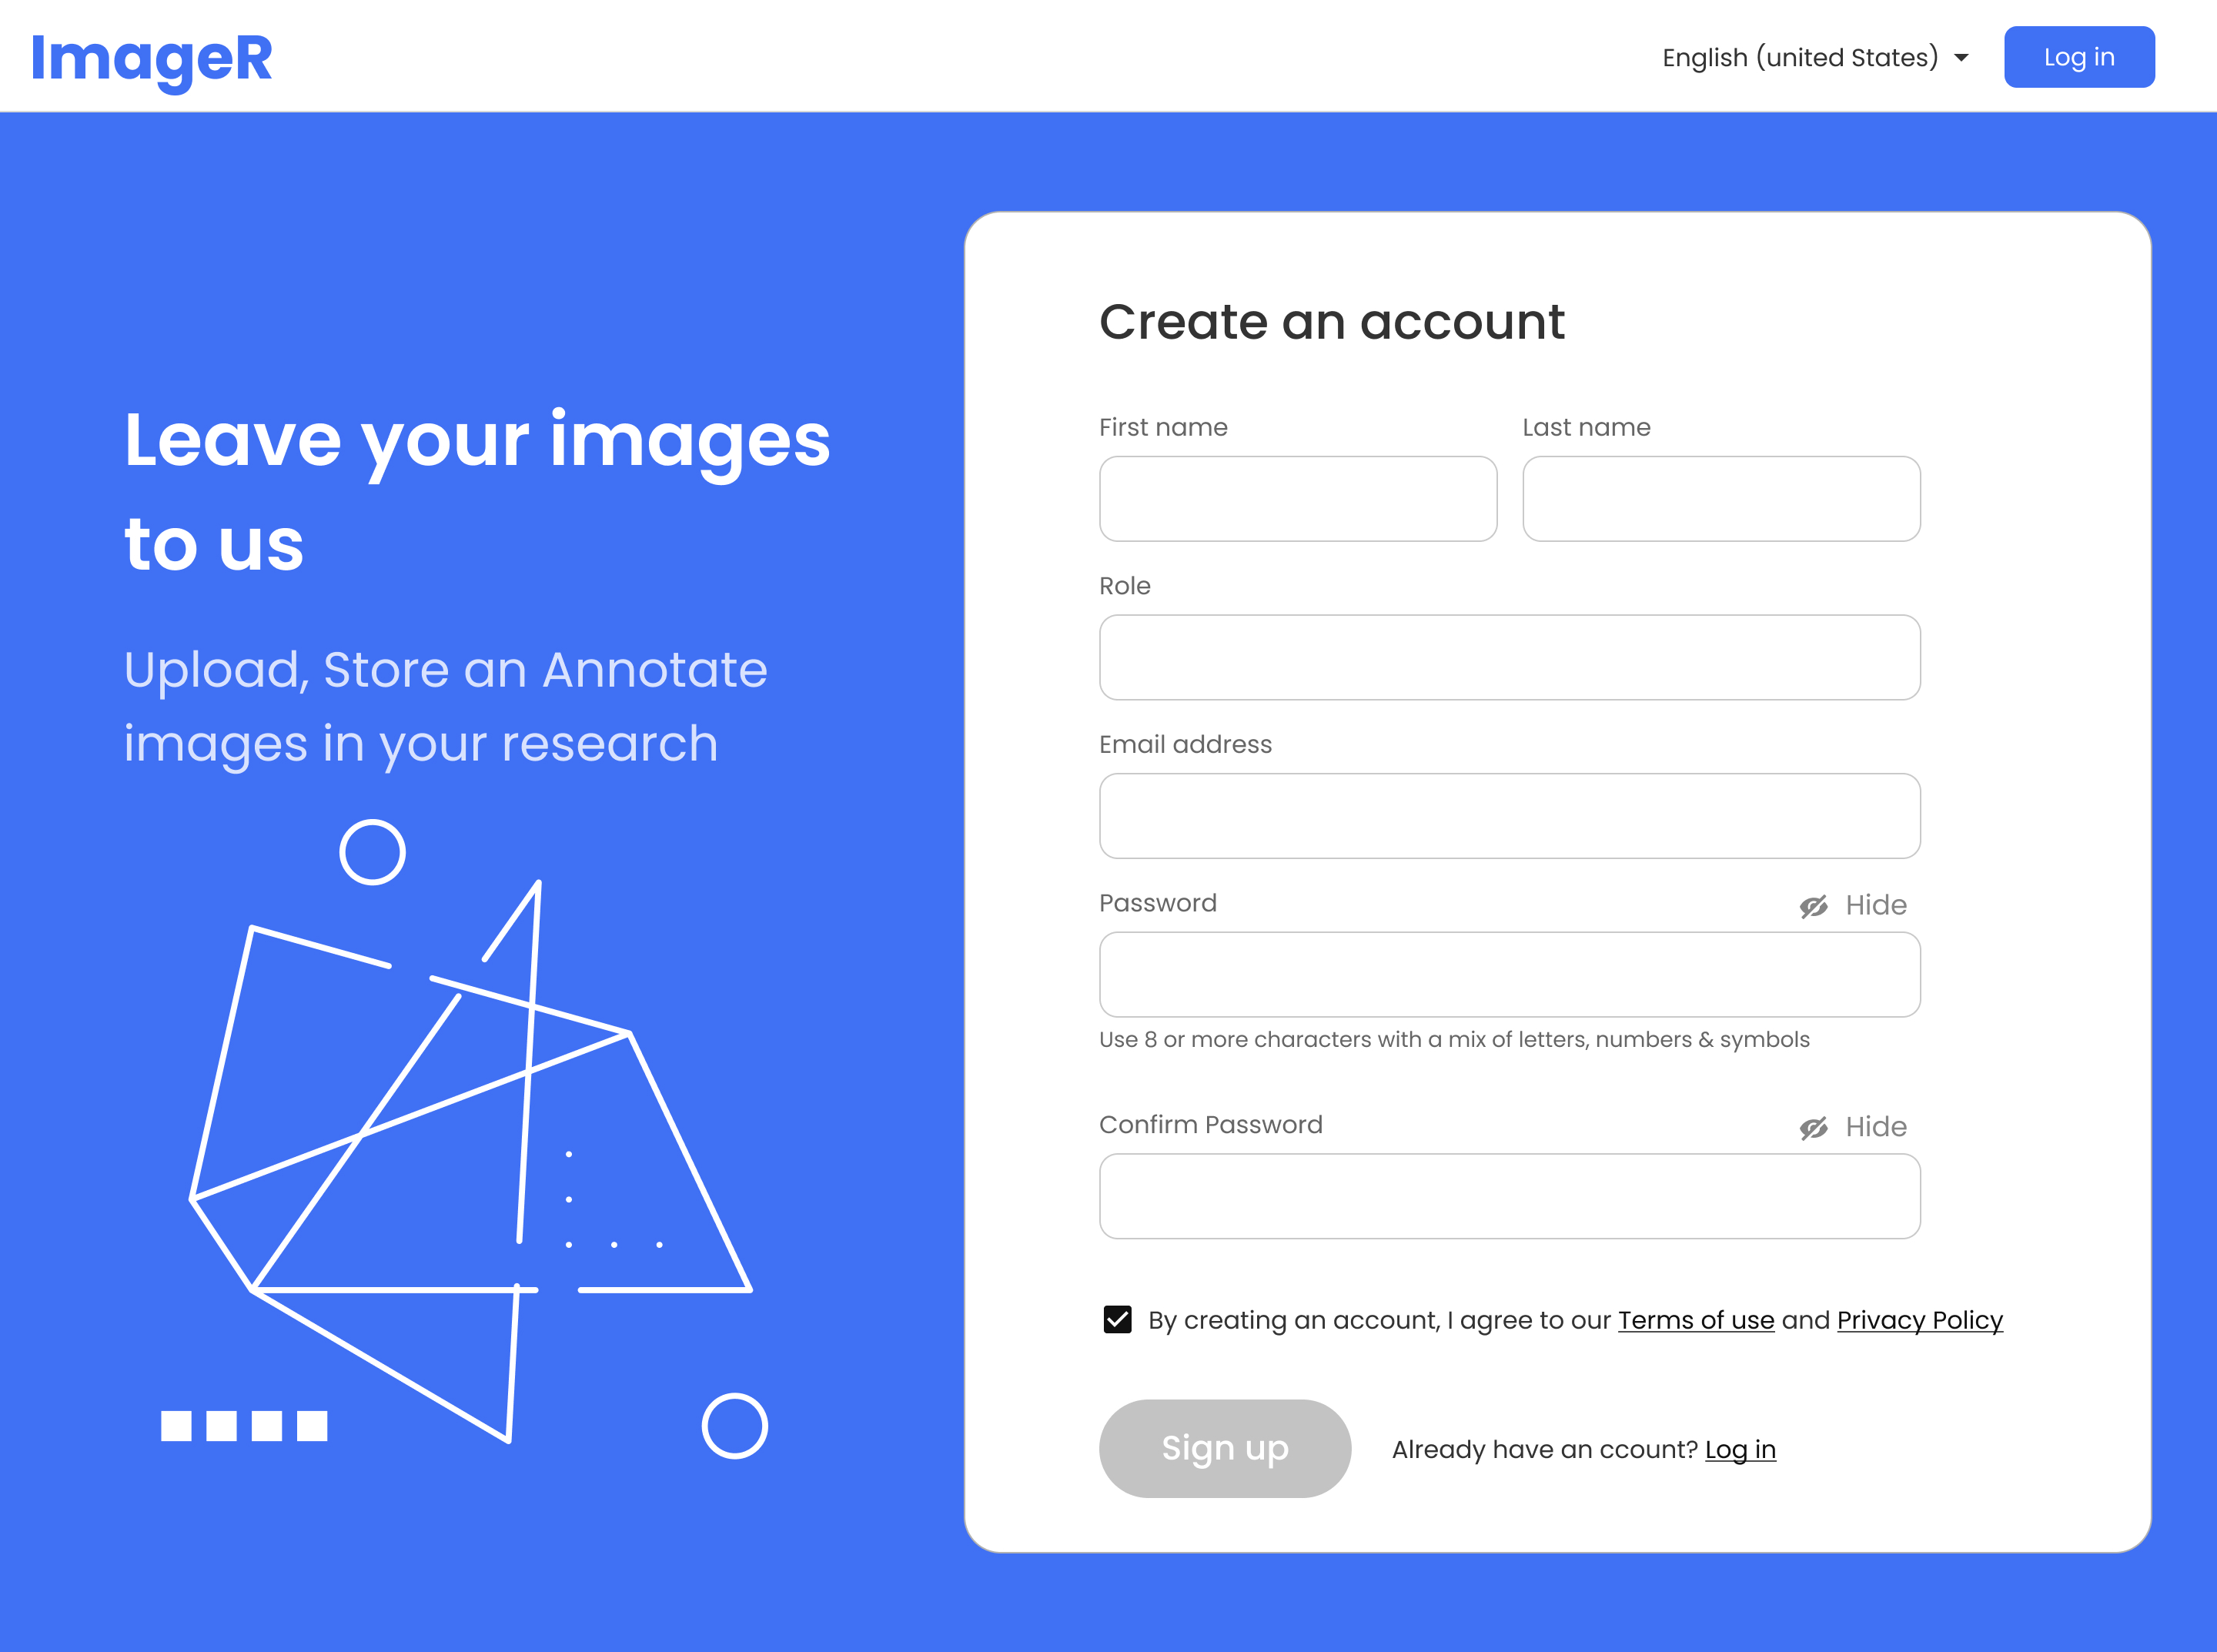 ImageR
English (united States)
Log in
Leave your images
to us
Upload, Store an Annotate
images in your research
Create an account
First name
Last name
Role
Email address
Password
Hide
Use 8 or more characters with a mix of letters, numbers & symbols
Confirm Password
Hide
By creating an account, I agree to our Terms of use and Privacy Policy
Sign up
Already have an ccount? Log in